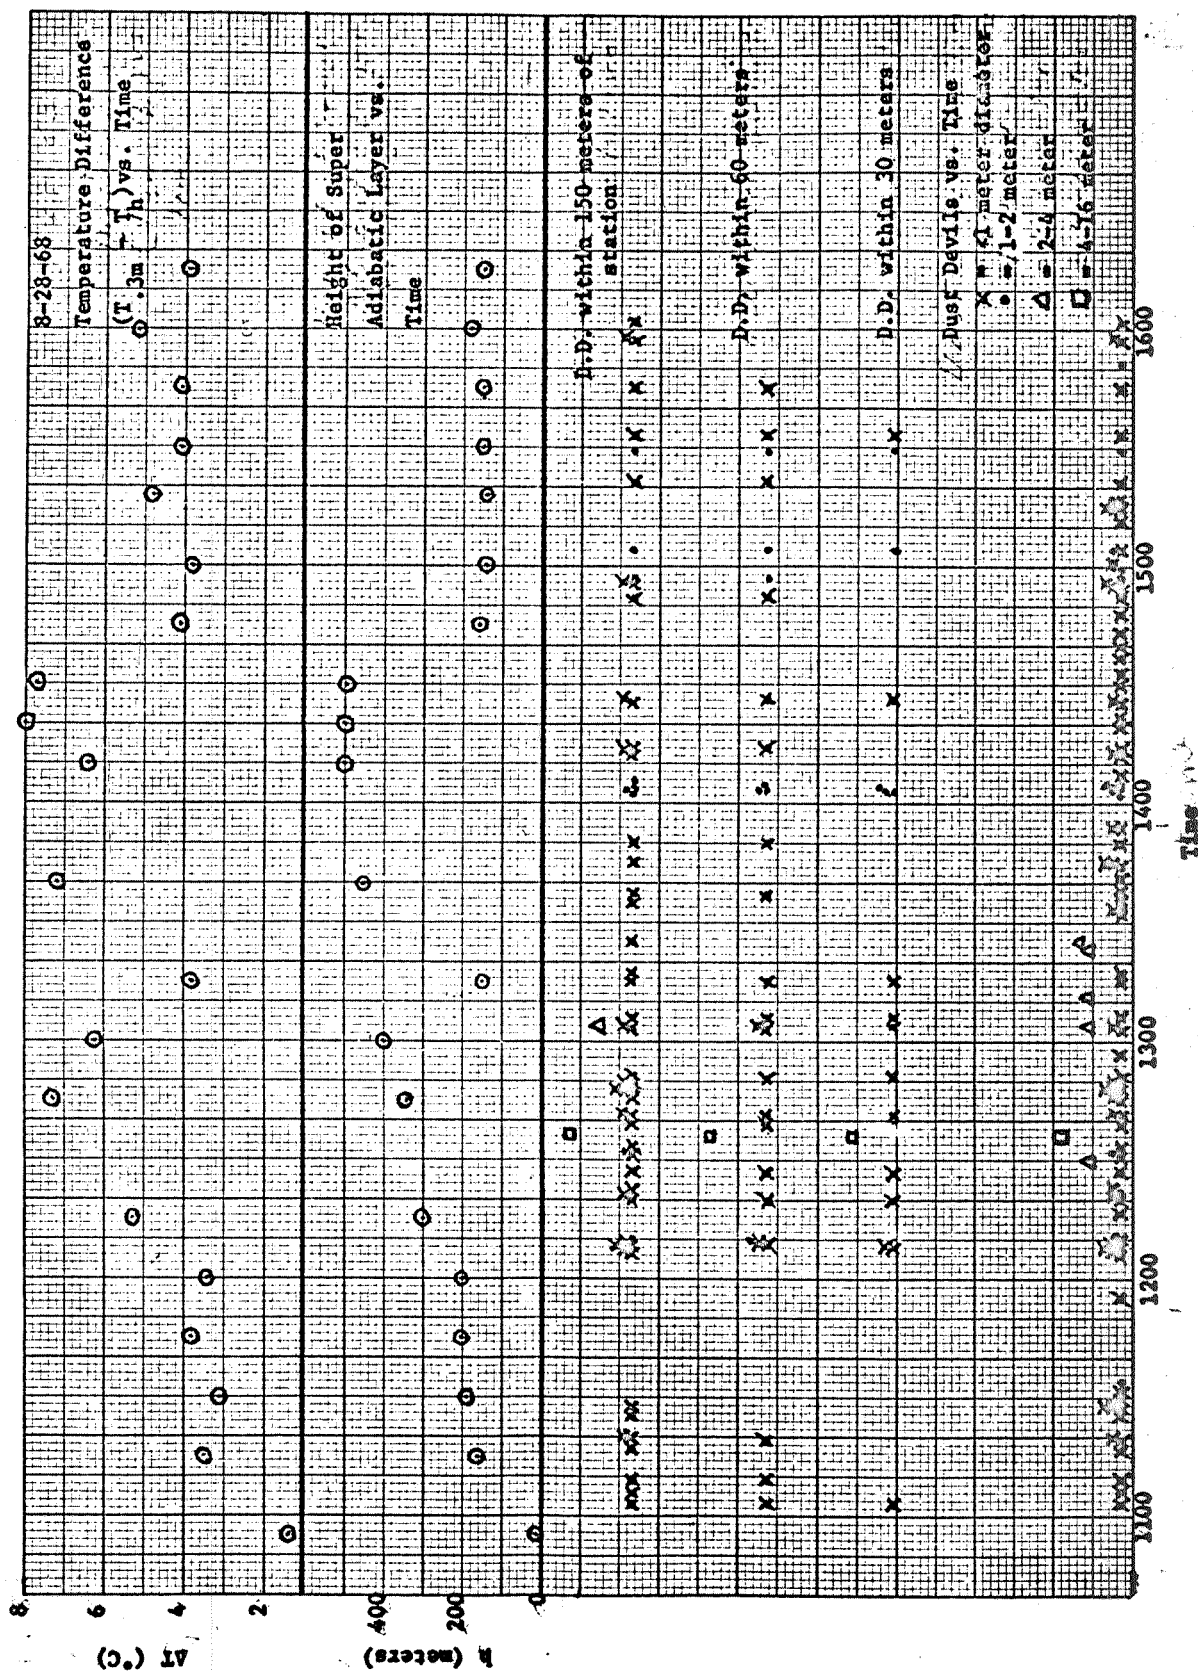 8-28-68
Temperature Difference
(T.3m - Th) vs. Time
ΔT (°C)
8
6
4
2
Height of Super
Adiabatic Layer vs.
Time
h (meters)
400
200
0
D.D. within 150 meters of
station
D.D. within 60 meters
D.D. within 30 meters
Dust Devils vs. Time
X = <1 meter diameter
• = 1-2 meter
△ = 2-4 meter
□ = 4-16 meter
1100
1200
1300
1400
1500
1600
Time